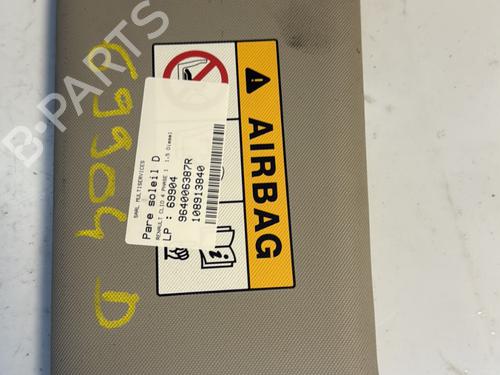 SARL MULTISERVICES
Pare soleil D
RENAULT CLIO 4 PHASE 1 1.5 Diesel
LP : 69904
964006387R
108913840
AIRBAG
69904 D
B-PARTS